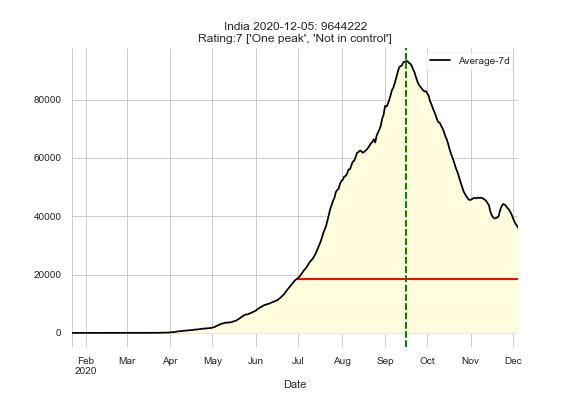 India 2020-12-05: 9644222
Rating:7 ['One peak', 'Not in control']
Average-7d
80000
60000
40000
20000
0
Feb Mar Apr May Jun Jul Aug Sep Oct Nov Dec
2020
Date